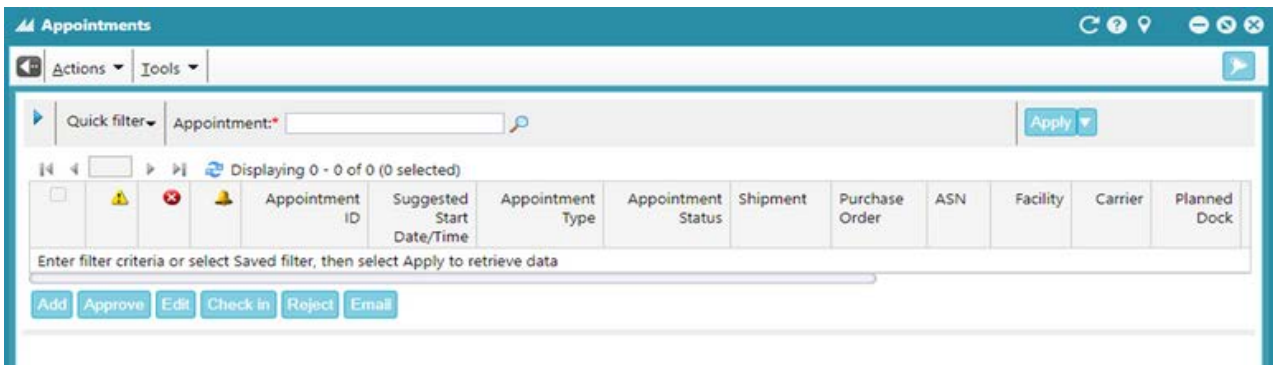 Appointments
Actions Tools
Quick filter Appointment:* Apply
Displaying 0 - 0 of 0 (0 selected)
Appointment ID Suggested Start Date/Time Appointment Type Appointment Status Shipment Purchase Order ASN Facility Carrier Planned Dock
Enter filter criteria or select Saved filter, then select Apply to retrieve data
Add Approve Edit Check in Reject Email